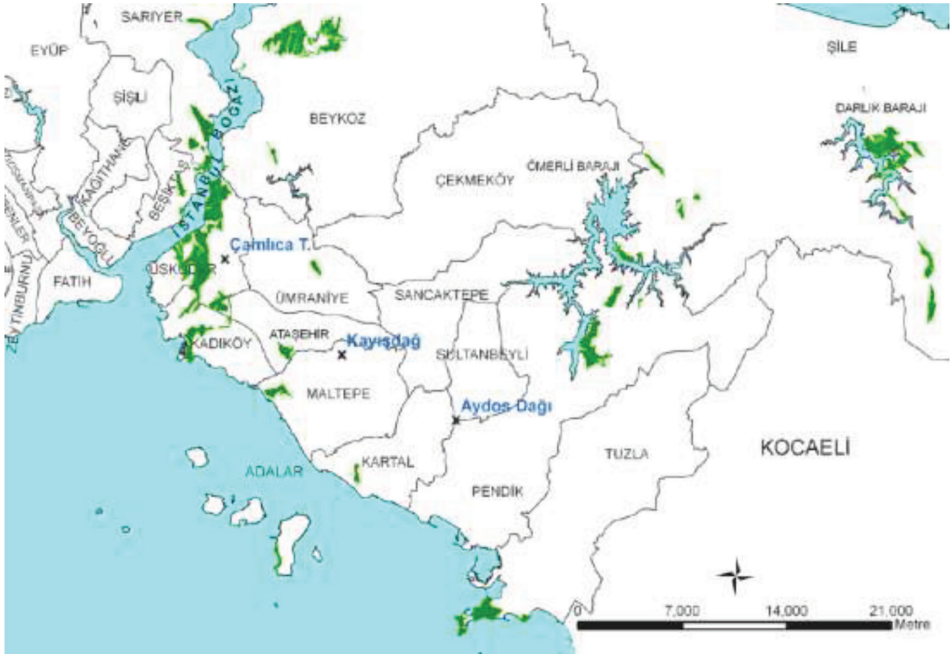 SARIYER
EYÜP
ŞİLE
ŞİŞLİ
DARLIK BARAJI
BEYKOZ
İSTANBUL BOĞAZI
KAĞITHANE
ÖMERLİ BARAJI
ÇEKMEKÖY
BEŞİKTAŞ
BEYOĞLU
Çamlıca T.
ÜSKÜDAR
FATİH
ZEYTİNBURNU
ÜMRANİYE
SANCAKTEPE
ATAŞEHİR
KADIKÖY
Kayışdağ
SULTANBEYLİ
MALTEPE
Aydos Dağı
KOCAELİ
TUZLA
KARTAL
ADALAR
PENDİK
0 7,000 14,000 21,000
Metre